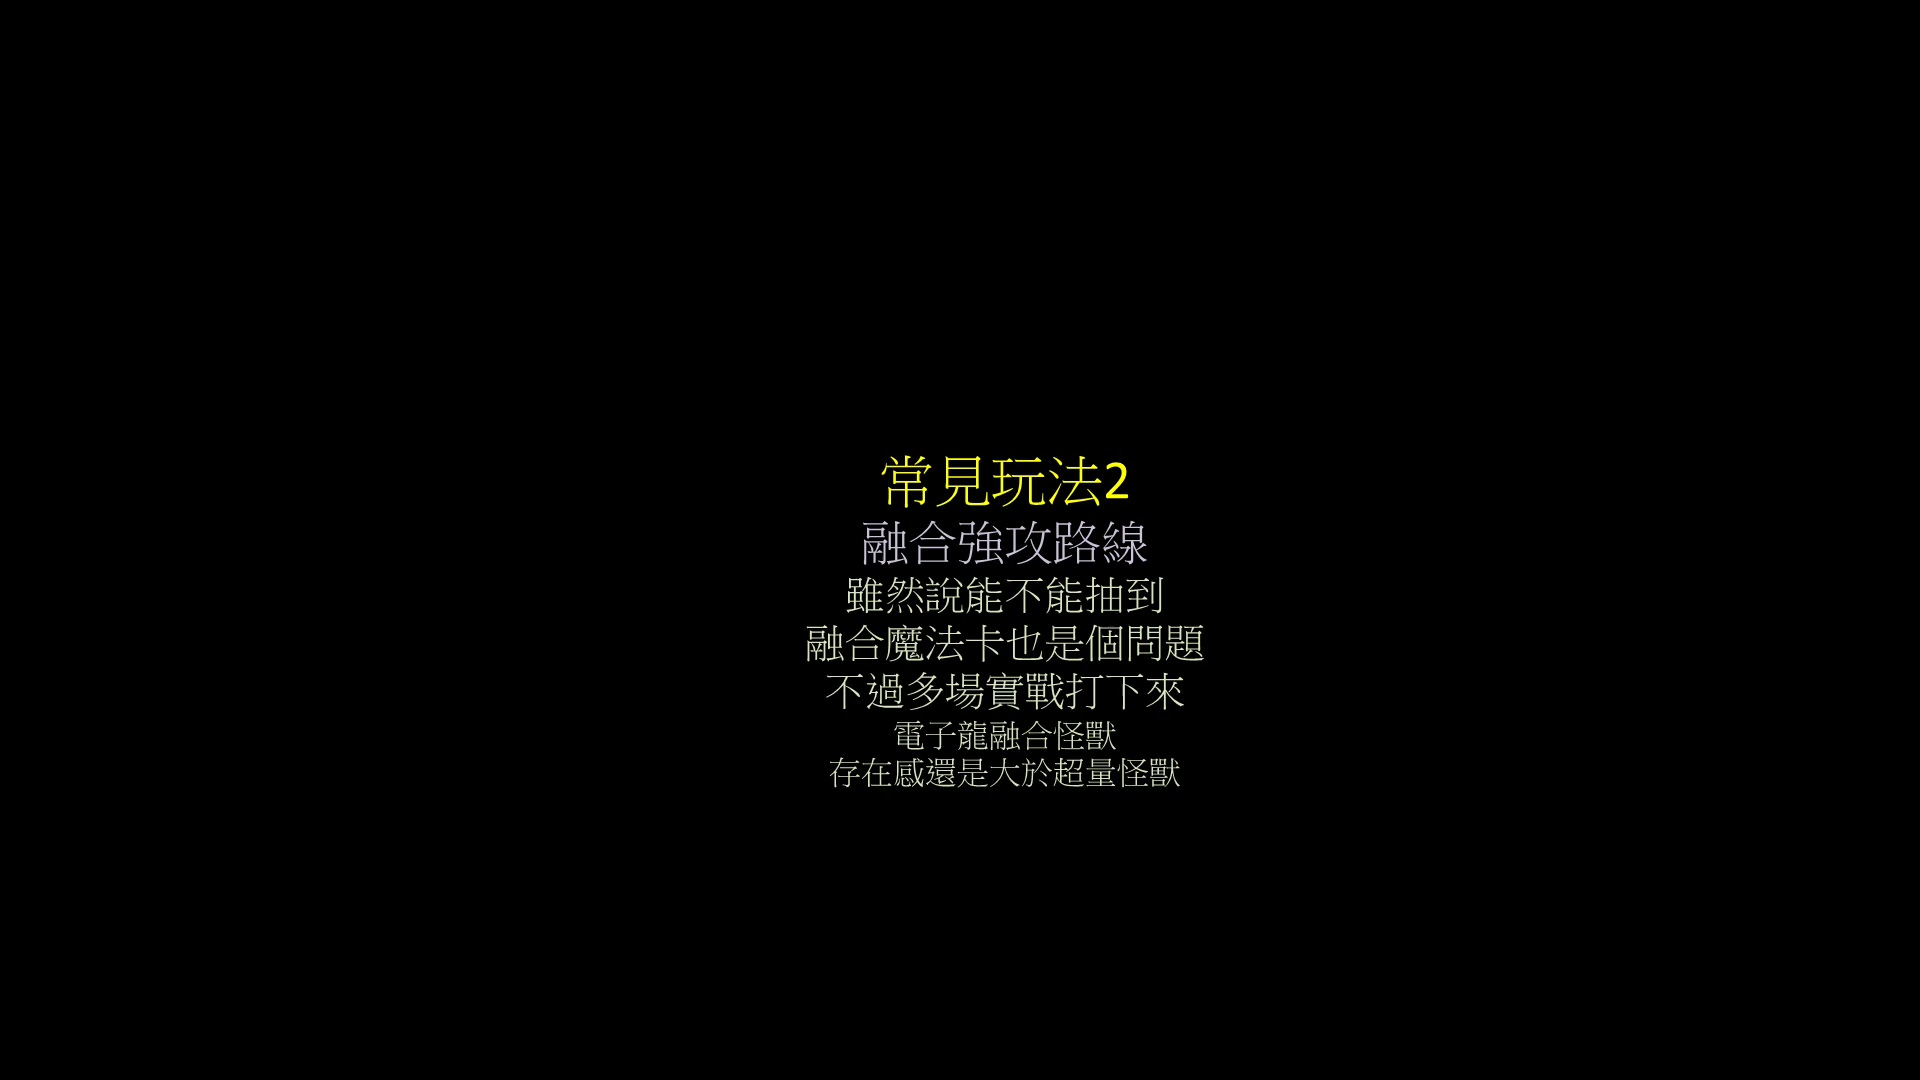 常見玩法2
融合強攻路線
雖然說能不能抽到
融合魔法卡也是個問題
不過多場實戰打下來
電子龍融合怪獸
存在感還是大於超量怪獸